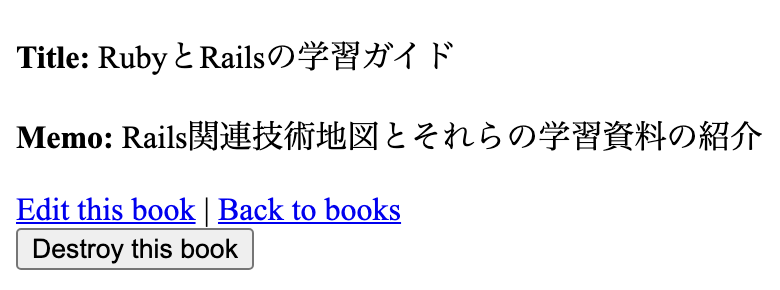 Title: RubyとRailsの学習ガイド
Memo: Rails関連技術地図とそれらの学習資料の紹介
Edit this book | Back to books
Destroy this book